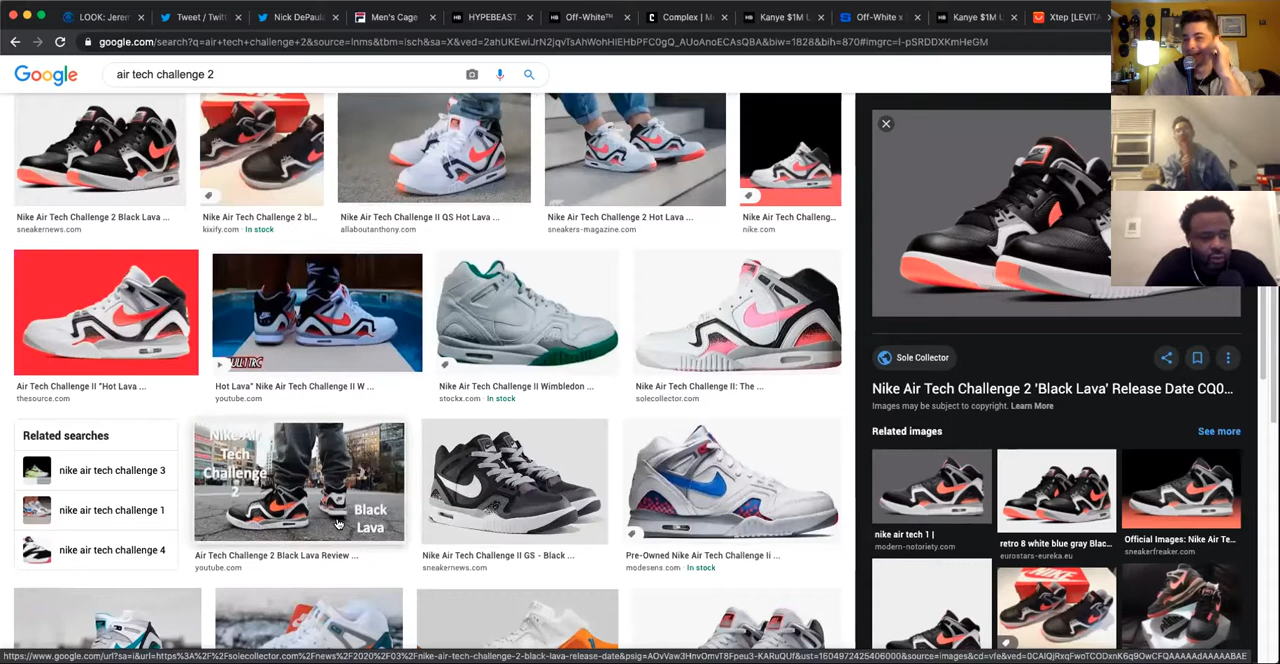 LOOK: Jerem
Tweet / Twitt
Nick DePaula
Men's Cage
HYPEBEAST
Off-White™
Complex | M
Kanye $1M U
Off-White x
Kanye $1M U
Xtep [LEVITA
google.com/search?q=air+tech+challenge+2&source=lnms&tbm=isch&sa=X&ved=2ahUKEwiJrN2jqvTsAhWohHIEHbPFC0gQ_AUoAnoECAsQBA&biw=1828&bih=870#imgrc=l-pSRDDXKmHeGM
Google
air tech challenge 2
Nike Air Tech Challenge 2 Black Lava ...
sneakernews.com
Nike Air Tech Challenge 2 bl...
kixify.com · In stock
Nike Air Tech Challenge II QS Hot Lava ...
allaboutanthony.com
Nike Air Tech Challenge 2 Hot Lava ...
sneakers-magazine.com
Nike Air Tech Challeng...
nike.com
Air Tech Challenge II "Hot Lava ...
thesource.com
Hot Lava" Nike Air Tech Challenge II W ...
youtube.com
Nike Air Tech Challenge II Wimbledon ...
stockx.com · In stock
Nike Air Tech Challenge II: The ...
solecollector.com
Related searches
nike air tech challenge 3
nike air tech challenge 1
nike air tech challenge 4
Nike Air
Tech
Challenge
2
Black
Lava
Air Tech Challenge 2 Black Lava Review ...
youtube.com
Nike Air Tech Challenge II GS - Black ...
sneakernews.com
Pre-Owned Nike Air Tech Challenge Ii ...
modesens.com · In stock
Sole Collector
Nike Air Tech Challenge 2 'Black Lava' Release Date CQ0...
Images may be subject to copyright. Learn More
Related images
See more
nike air tech 1 |
modern-notoriety.com
retro 8 white blue gray Blac...
eurostars-eureka.eu
Official Images: Nike Air Te...
sneakerfreaker.com